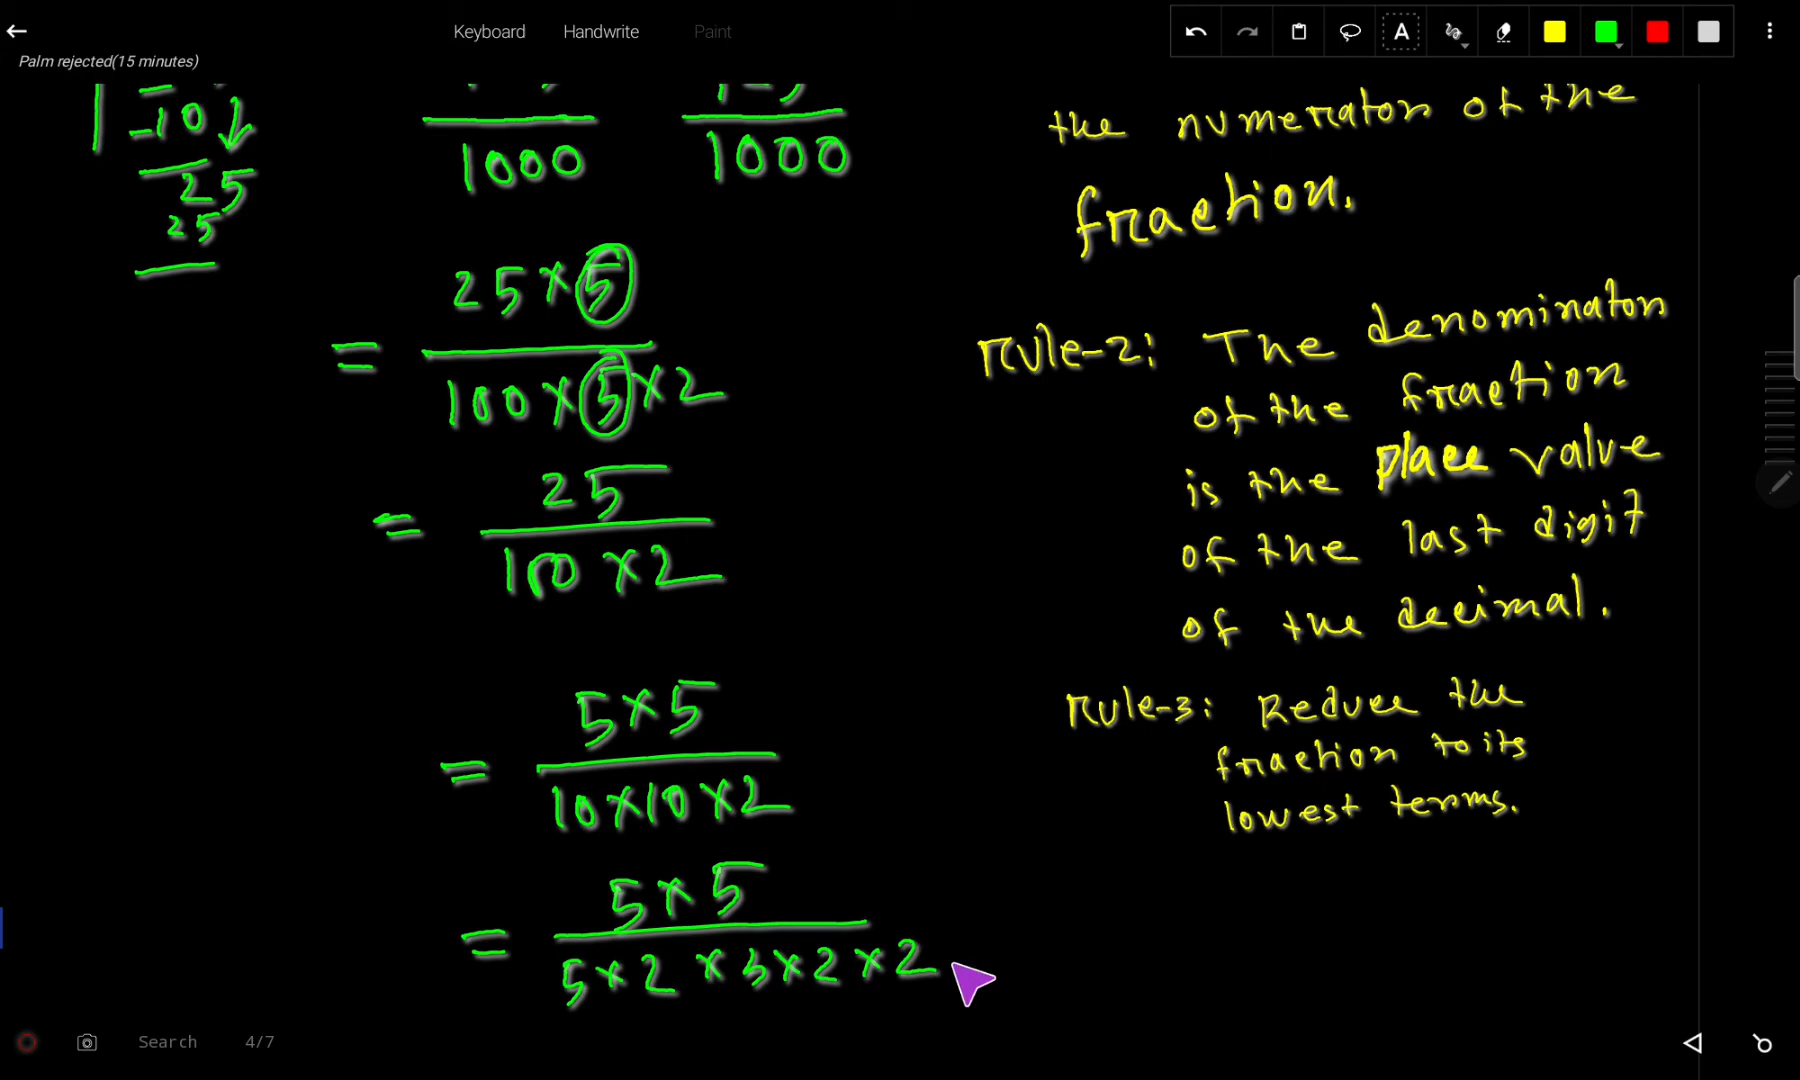 Keyboard Handwrite Paint
A
Palm rejected(15 minutes)
-10
25
25
1000 1000
25×5
= 100×5×2
25
= 100×2
5×5
= 10×10×2
5×5
= 5×2×5×2×2
the numerator of the
fraction.
Rule-2: The denominator
of the fraction
is the place value
of the last digit
of the decimal.
Rule-3: Reduce the
fraction to its
lowest terms.
Search 4/7